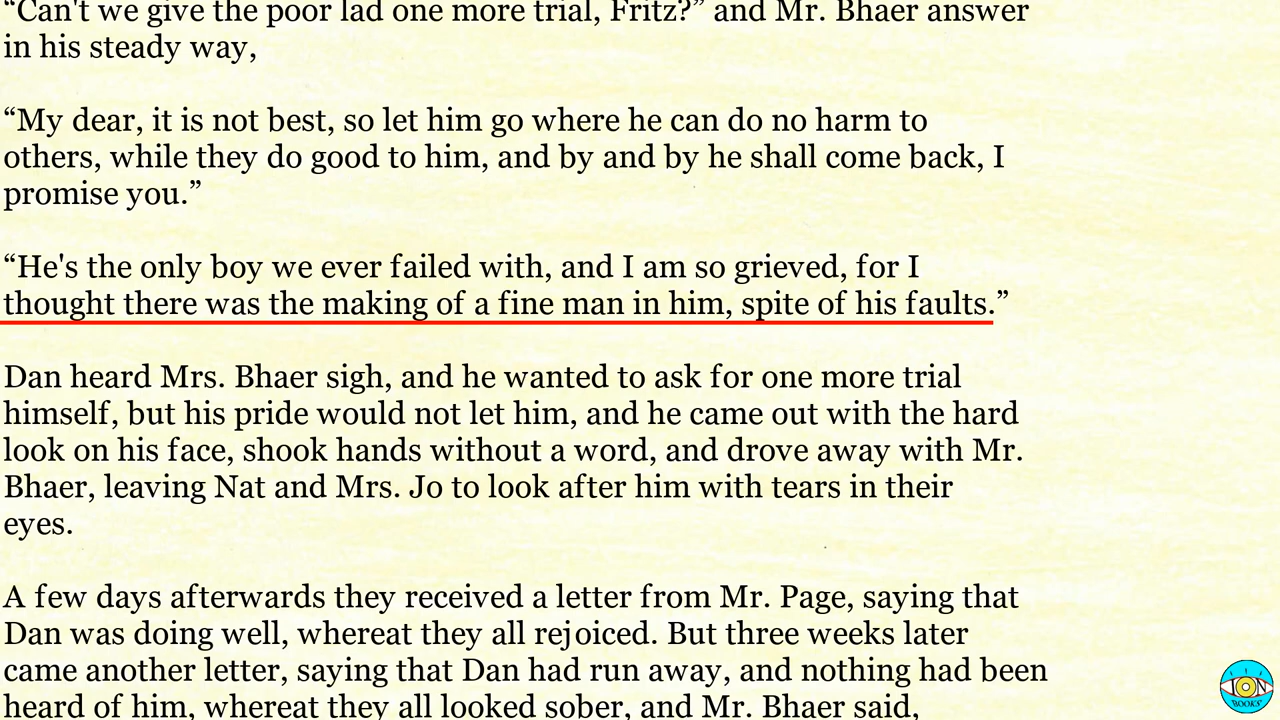 “Can't we give the poor lad one more trial, Fritz?” and Mr. Bhaer answer
in his steady way,
“My dear, it is not best, so let him go where he can do no harm to
others, while they do good to him, and by and by he shall come back, I
promise you.”
“He's the only boy we ever failed with, and I am so grieved, for I
thought there was the making of a fine man in him, spite of his faults.”
Dan heard Mrs. Bhaer sigh, and he wanted to ask for one more trial
himself, but his pride would not let him, and he came out with the hard
look on his face, shook hands without a word, and drove away with Mr.
Bhaer, leaving Nat and Mrs. Jo to look after him with tears in their
eyes.
A few days afterwards they received a letter from Mr. Page, saying that
Dan was doing well, whereat they all rejoiced. But three weeks later
came another letter, saying that Dan had run away, and nothing had been
heard of him, whereat they all looked sober, and Mr. Bhaer said,
ION
BOOKS